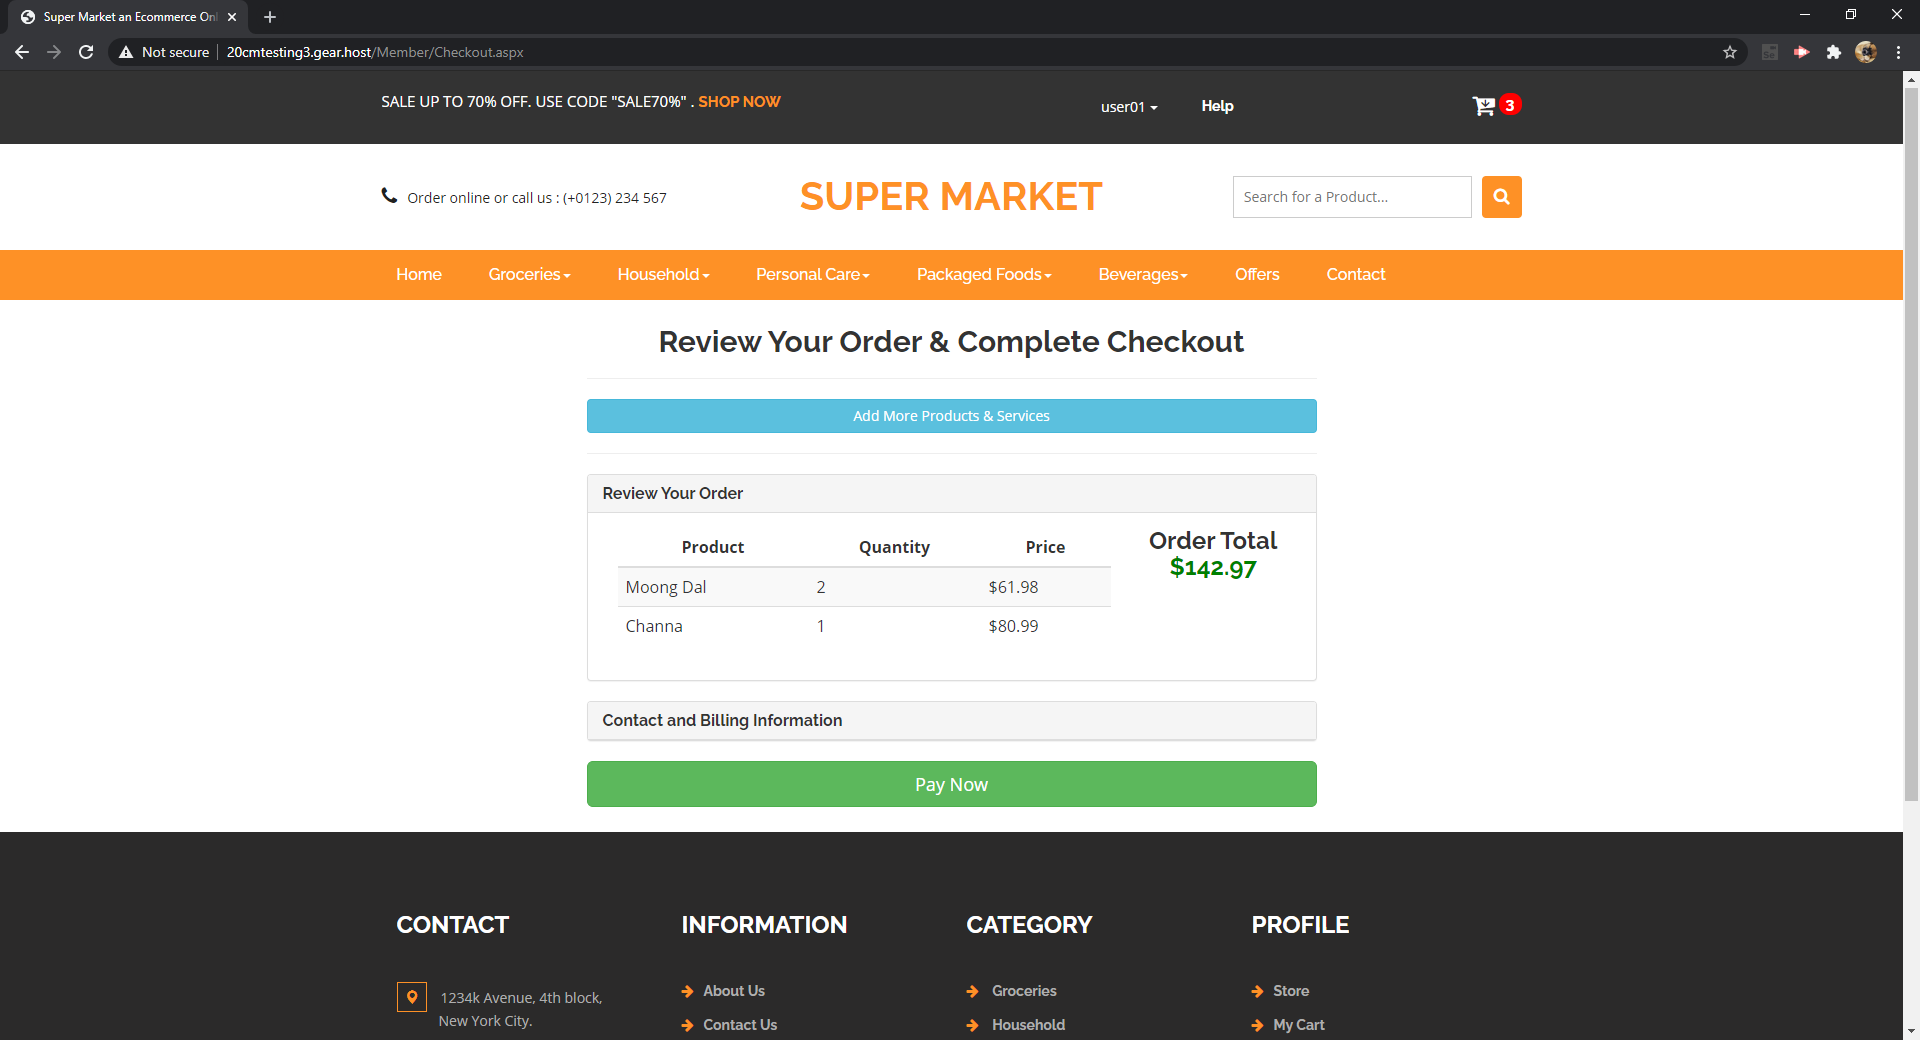 Super Market an Ecommerce Onl
Not secure
20cmtesting3.gear.host/Member/Checkout.aspx
SALE UP TO 70% OFF. USE CODE "SALE70%" . SHOP NOW
user01
Help
3
Order online or call us : (+0123) 234 567
SUPER MARKET
Search for a Product...
Home Groceries Household Personal Care Packaged Foods Beverages Offers Contact
Review Your Order & Complete Checkout
Add More Products & Services
Review Your Order
Product Quantity Price
Moong Dal 2 $61.98
Channa 1 $80.99
Order Total
$142.97
Contact and Billing Information
Pay Now
CONTACT
1234k Avenue, 4th block,
New York City.
INFORMATION
About Us
Contact Us
CATEGORY
Groceries
Household
PROFILE
Store
My Cart